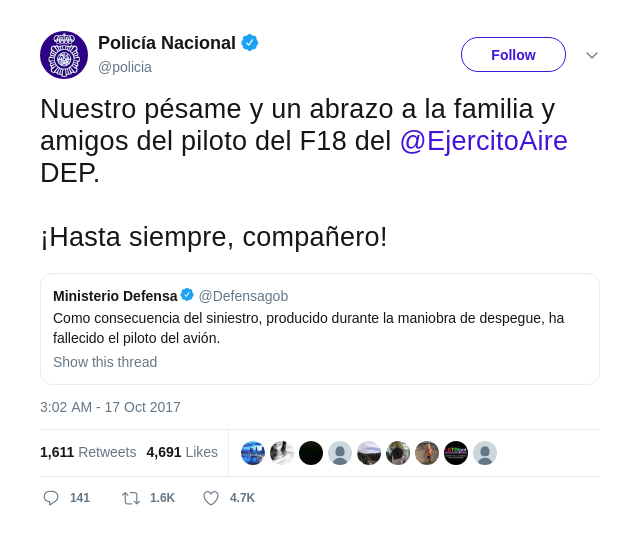 Policía Nacional
@policia
Follow
Nuestro pésame y un abrazo a la familia y
amigos del piloto del F18 del @EjercitoAire
DEP.
¡Hasta siempre, compañero!
Ministerio Defensa @Defensagob
Como consecuencia del siniestro, producido durante la maniobra de despegue, ha
fallecido el piloto del avión.
Show this thread
3:02 AM - 17 Oct 2017
1,611 Retweets 4,691 Likes
141 1.6K 4.7K